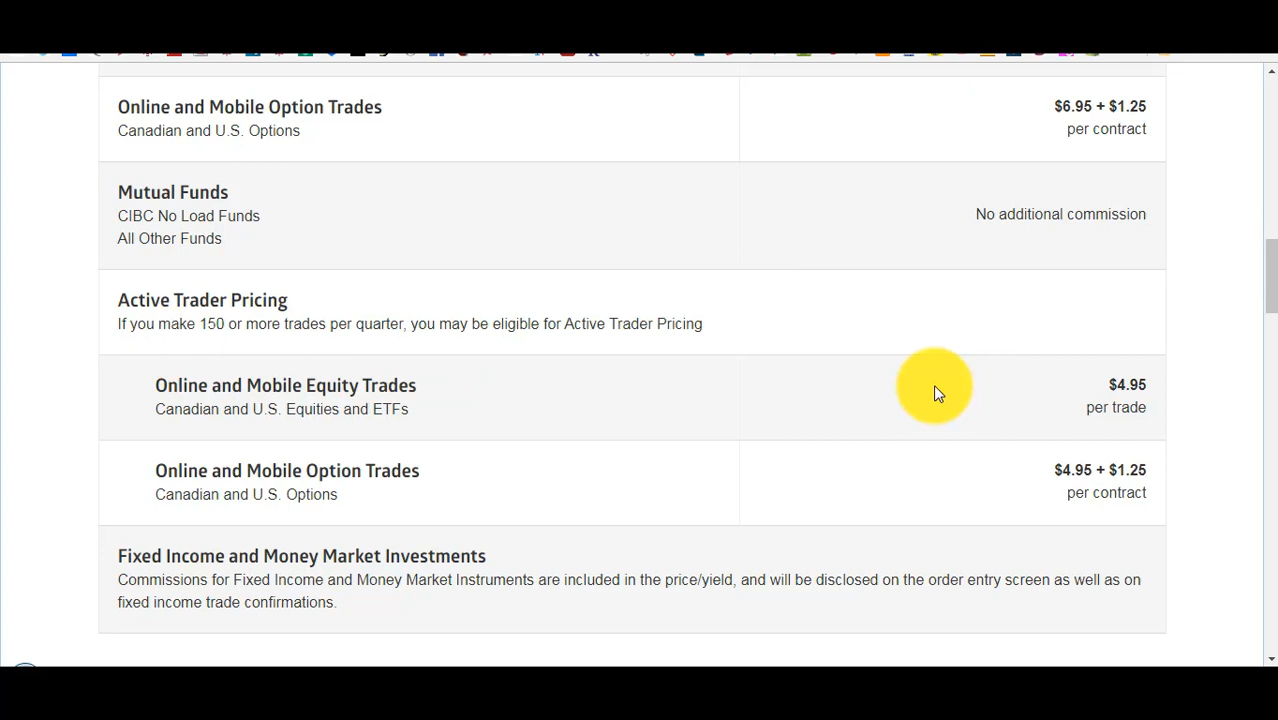 Online and Mobile Option Trades
Canadian and U.S. Options
$6.95 + $1.25
per contract
Mutual Funds
CIBC No Load Funds
All Other Funds
No additional commission
Active Trader Pricing
If you make 150 or more trades per quarter, you may be eligible for Active Trader Pricing
Online and Mobile Equity Trades
Canadian and U.S. Equities and ETFs
$4.95
per trade
Online and Mobile Option Trades
Canadian and U.S. Options
$4.95 + $1.25
per contract
Fixed Income and Money Market Investments
Commissions for Fixed Income and Money Market Instruments are included in the price/yield, and will be disclosed on the order entry screen as well as on
fixed income trade confirmations.